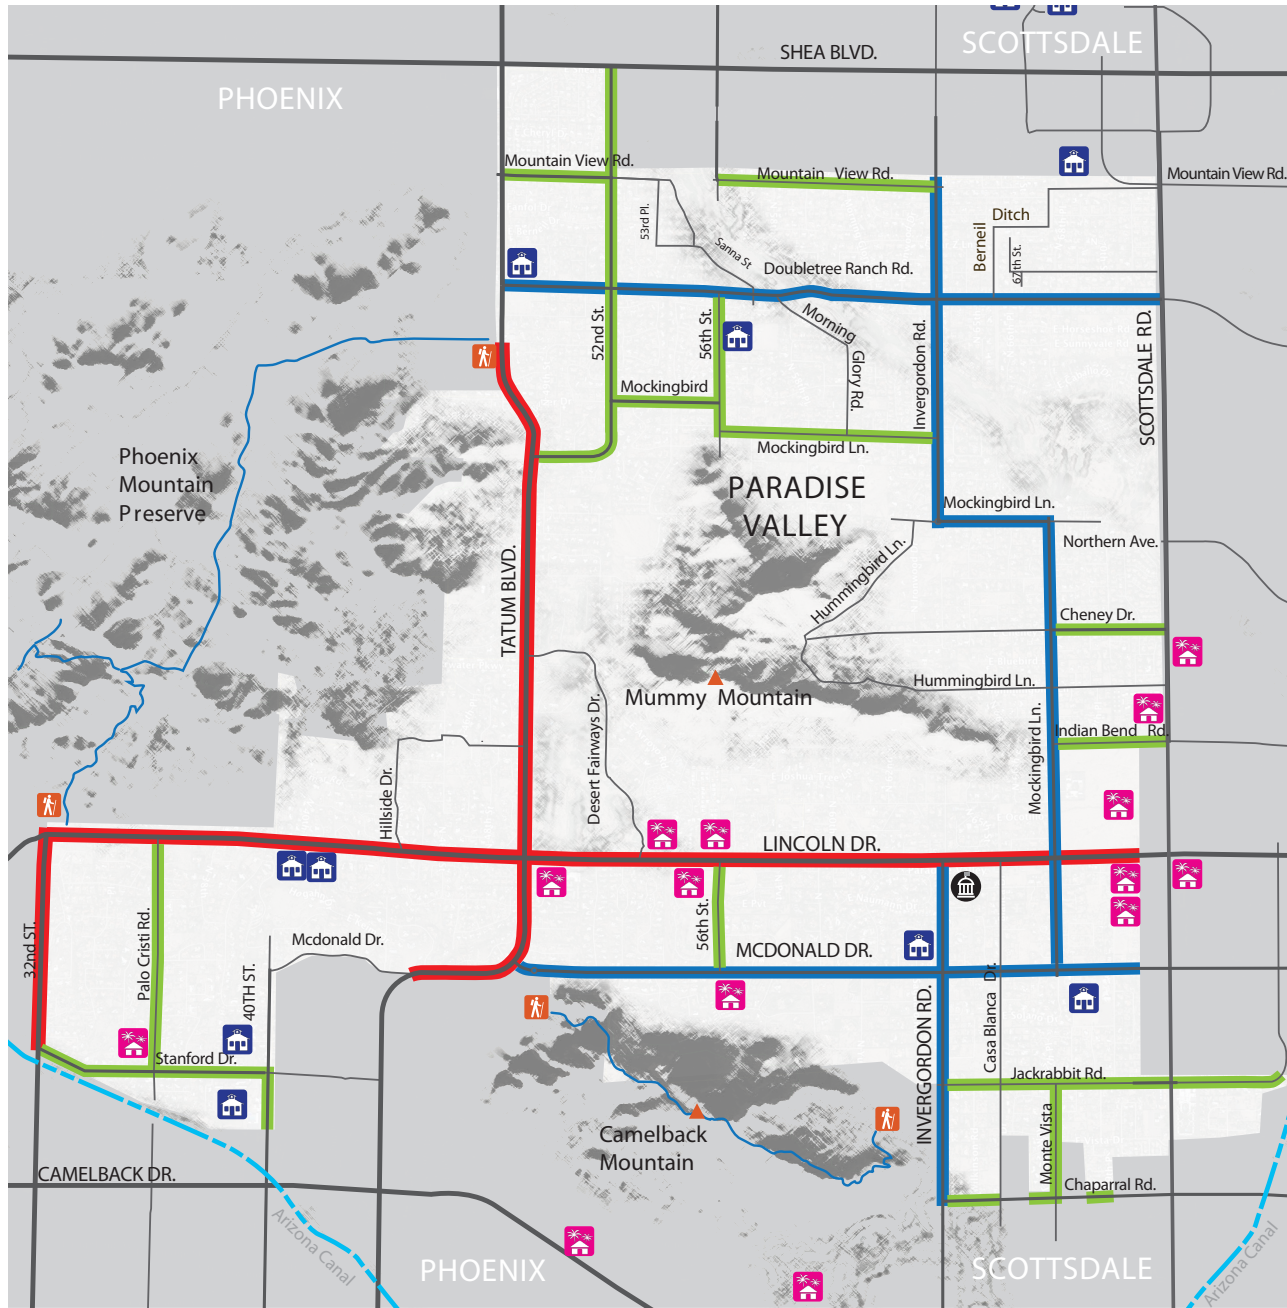 SCOTTSDALE
SHEA BLVD.
PHOENIX
Mountain View Rd.
Mountain View Rd.
Mountain View Rd.
Ditch
Berneil
53rd Pl.
Sanna St
67th St.
Doubletree Ranch Rd.
52nd St.
56th St.
Morning
Glory Rd.
Invergordon Rd.
SCOTTSDALE RD.
Mockingbird
Mockingbird Ln.
Phoenix
Mountain
Preserve
PARADISE
VALLEY
Mockingbird Ln.
Northern Ave.
TATUM BLVD.
Hummingbird Ln.
Cheney Dr.
Mummy Mountain
Hummingbird Ln.
Mockingbird Ln.
Indian Bend Rd.
Desert Fairways Dr.
Hillside Dr.
LINCOLN DR.
32nd ST.
Palo Cristi Rd.
Mcdonald Dr.
40TH ST.
56th St.
MCDONALD DR.
INVERGORDON RD.
Casa Blanca Dr.
Stanford Dr.
Jackrabbit Rd.
Camelback
Mountain
Monte Vista
CAMELBACK DR.
Chaparral Rd.
Arizona Canal
PHOENIX
SCOTTSDALE
Arizona Canal